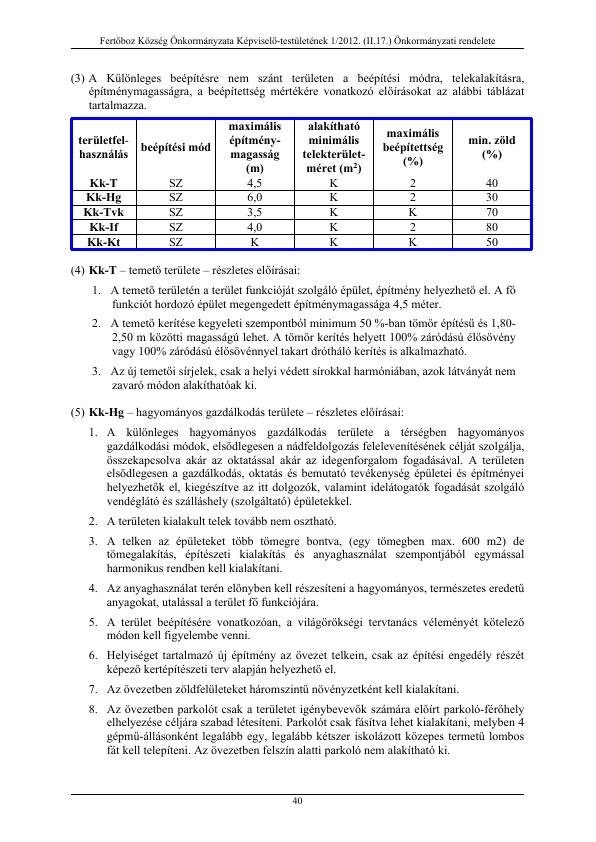 Fertőboz Község Önkormányzata Képviselő-testületének 1/2012. (II.17.) Önkormányzati rendelete
(3) A Különleges beépítésre nem szánt területen a beépítési módra, telekalakításra,
építménymagasságra, a beépítettség mértékére vonatkozó előírásokat az alábbi táblázat
tartalmazza.
területfel-használás beépítési mód maximális építmény-magasság (m) alakítható minimális telekterület-méret (m²) maximális beépítettség (%) min. zöld (%)
Kk-T SZ 4,5 K 2 40
Kk-Hg SZ 6,0 K 2 30
Kk-Tvk SZ 3,5 K K 70
Kk-If SZ 4,0 K 2 80
Kk-Kt SZ K K K 50
(4) Kk-T – temető területe – részletes előírásai:
1. A temető területén a terület funkcióját szolgáló épület, építmény helyezhető el. A fő
funkciót hordozó épület megengedett építménymagassága 4,5 méter.
2. A temető kerítése kegyeleti szempontból minimum 50 %-ban tömör építésű és 1,80-
2,50 m közötti magasságú lehet. A tömör kerítés helyett 100% záródású élősövény
vagy 100% záródású élősövénnyel takart drótháló kerítés is alkalmazható.
3. Az új temetői sírjelek, csak a helyi védett sírokkal harmóniában, azok látványát nem
zavaró módon alakíthatóak ki.
(5) Kk-Hg – hagyományos gazdálkodás területe – részletes előírásai:
1. A különleges hagyományos gazdálkodás területe a térségben hagyományos
gazdálkodási módok, elsődlegesen a nádfeldolgozás felelevenítésének célját szolgálja,
összekapcsolva akár az oktatással akár az idegenforgalom fogadásával. A területen
elsődlegesen a gazdálkodás, oktatás és bemutató tevékenység épületei és építményei
helyezhetők el, kiegészítve az itt dolgozók, valamint idelátogatók fogadását szolgáló
vendéglátó és szálláshely (szolgáltató) épületekkel.
2. A területen kialakult telek tovább nem osztható.
3. A telken az épületeket több tömegre bontva, (egy tömegben max. 600 m2) de
tömegalakítás, építészeti kialakítás és anyaghasználat szempontjából egymással
harmonikus rendben kell kialakítani.
4. Az anyaghasználat terén előnyben kell részesíteni a hagyományos, természetes eredetű
anyagokat, utalással a terület fő funkciójára.
5. A terület beépítésére vonatkozóan, a világörökségi tervtanács véleményét kötelező
módon kell figyelembe venni.
6. Helyiséget tartalmazó új építmény az övezet telkein, csak az építési engedély részét
képező kertépítészeti terv alapján helyezhető el.
7. Az övezetben zöldfelületeket háromszintű növényzetként kell kialakítani.
8. Az övezetben parkolót csak a területet igénybevevők számára előírt parkoló-férőhely
elhelyezése céljára szabad létesíteni. Parkolót csak fásítva lehet kialakítani, melyben 4
gépmű-állásonként legalább egy, legalább kétszer iskolázott közepes termetű lombos
fát kell telepíteni. Az övezetben felszín alatti parkoló nem alakítható ki.
40